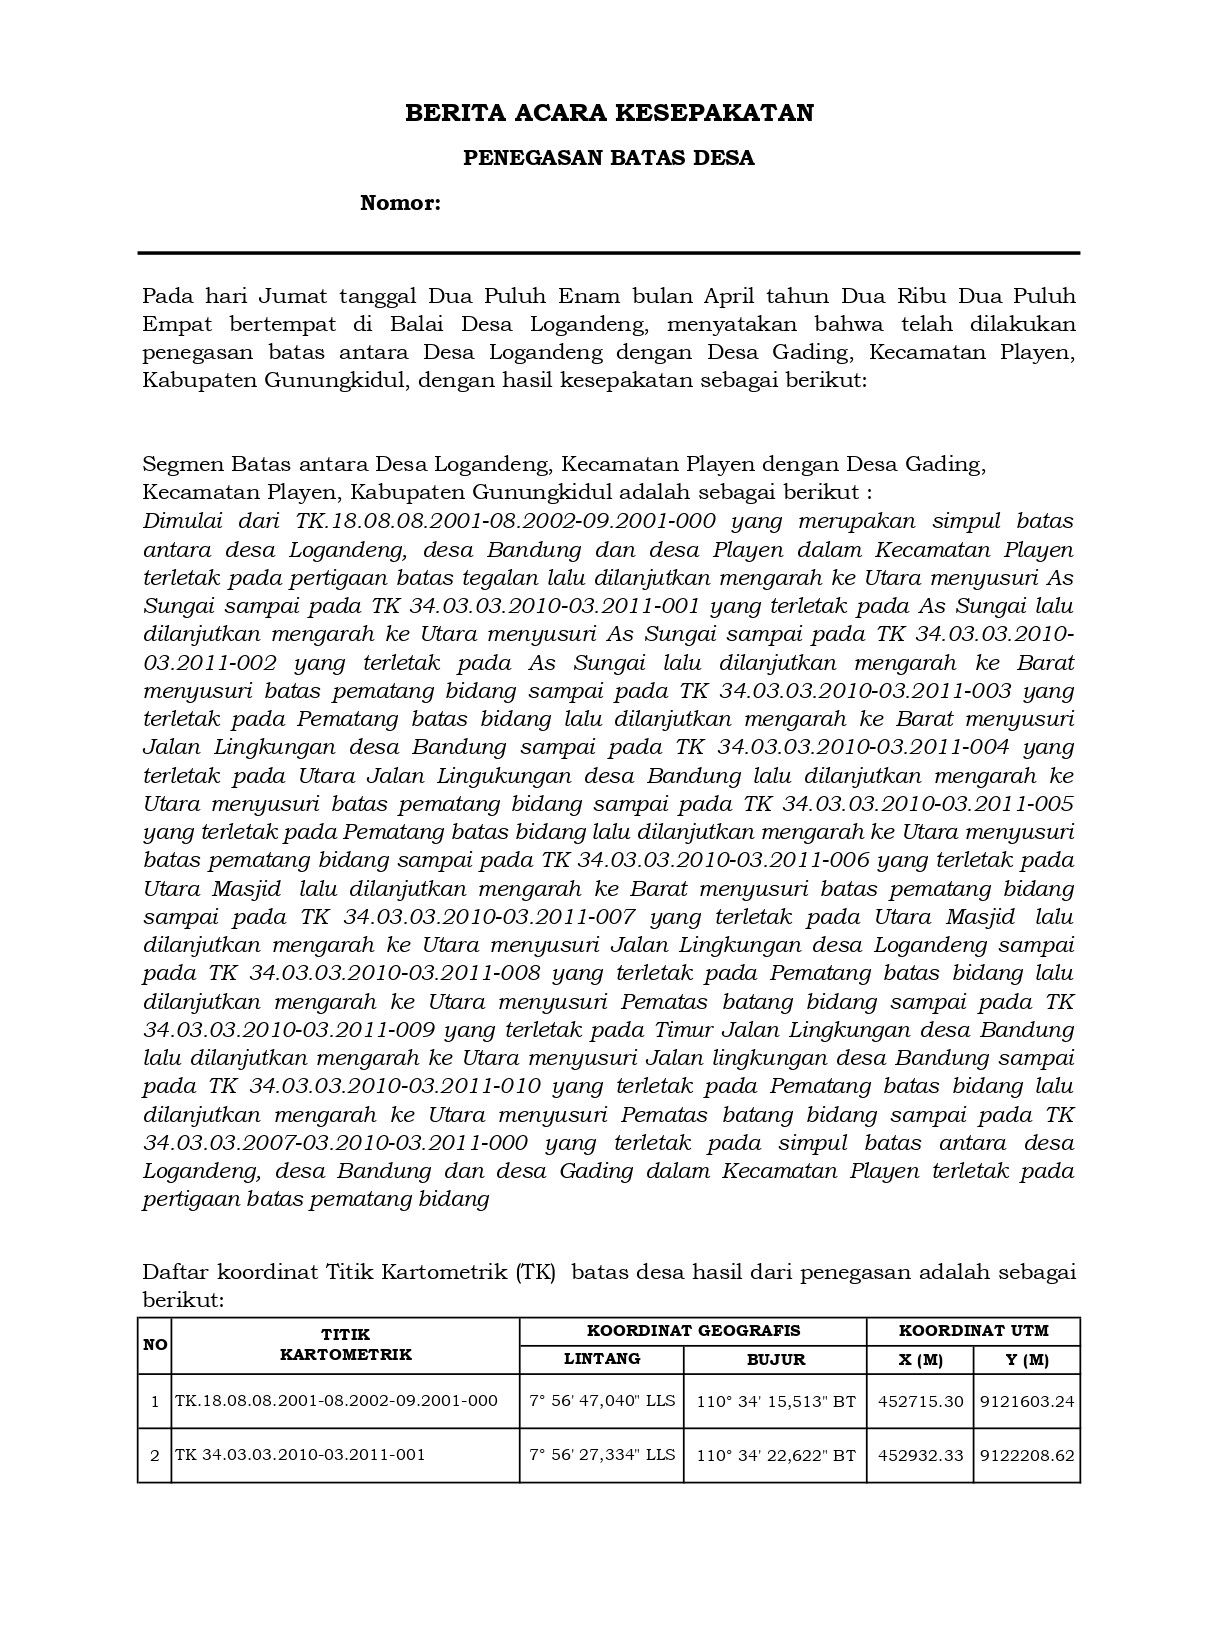 BERITA ACARA KESEPAKATAN
PENEGASAN BATAS DESA
Nomor:
Pada hari Jumat tanggal Dua Puluh Enam bulan April tahun Dua Ribu Dua Puluh
Empat bertempat di Balai Desa Logandeng, menyatakan bahwa telah dilakukan
penegasan batas antara Desa Logandeng dengan Desa Gading, Kecamatan Playen,
Kabupaten Gunungkidul, dengan hasil kesepakatan sebagai berikut:
Segmen Batas antara Desa Logandeng, Kecamatan Playen dengan Desa Gading,
Kecamatan Playen, Kabupaten Gunungkidul adalah sebagai berikut :
Dimulai dari TK.18.08.08.2001-08.2002-09.2001-000 yang merupakan simpul batas
antara desa Logandeng, desa Bandung dan desa Playen dalam Kecamatan Playen
terletak pada pertigaan batas tegalan lalu dilanjutkan mengarah ke Utara menyusuri As
Sungai sampai pada TK 34.03.03.2010-03.2011-001 yang terletak pada As Sungai lalu
dilanjutkan mengarah ke Utara menyusuri As Sungai sampai pada TK 34.03.03.2010-
03.2011-002 yang terletak pada As Sungai lalu dilanjutkan mengarah ke Barat
menyusuri batas pematang bidang sampai pada TK 34.03.03.2010-03.2011-003 yang
terletak pada Pematang batas bidang lalu dilanjutkan mengarah ke Barat menyusuri
Jalan Lingkungan desa Bandung sampai pada TK 34.03.03.2010-03.2011-004 yang
terletak pada Utara Jalan Lingukungan desa Bandung lalu dilanjutkan mengarah ke
Utara menyusuri batas pematang bidang sampai pada TK 34.03.03.2010-03.2011-005
yang terletak pada Pematang batas bidang lalu dilanjutkan mengarah ke Utara menyusuri
batas pematang bidang sampai pada TK 34.03.03.2010-03.2011-006 yang terletak pada
Utara Masjid lalu dilanjutkan mengarah ke Barat menyusuri batas pematang bidang
sampai pada TK 34.03.03.2010-03.2011-007 yang terletak pada Utara Masjid lalu
dilanjutkan mengarah ke Utara menyusuri Jalan Lingkungan desa Logandeng sampai
pada TK 34.03.03.2010-03.2011-008 yang terletak pada Pematang batas bidang lalu
dilanjutkan mengarah ke Utara menyusuri Pematas batang bidang sampai pada TK
34.03.03.2010-03.2011-009 yang terletak pada Timur Jalan Lingkungan desa Bandung
lalu dilanjutkan mengarah ke Utara menyusuri Jalan lingkungan desa Bandung sampai
pada TK 34.03.03.2010-03.2011-010 yang terletak pada Pematang batas bidang lalu
dilanjutkan mengarah ke Utara menyusuri Pematas batang bidang sampai pada TK
34.03.03.2007-03.2010-03.2011-000 yang terletak pada simpul batas antara desa
Logandeng, desa Bandung dan desa Gading dalam Kecamatan Playen terletak pada
pertigaan batas pematang bidang
Daftar koordinat Titik Kartometrik (TK) batas desa hasil dari penegasan adalah sebagai
berikut:
NO TITIK KARTOMETRIK KOORDINAT GEOGRAFIS KOORDINAT UTM
LINTANG BUJUR X (M) Y (M)
1 TK.18.08.08.2001-08.2002-09.2001-000 7° 56' 47,040" LLS 110° 34' 15,513" BT 452715.30 9121603.24
2 TK 34.03.03.2010-03.2011-001 7° 56' 27,334" LLS 110° 34' 22,622" BT 452932.33 9122208.62